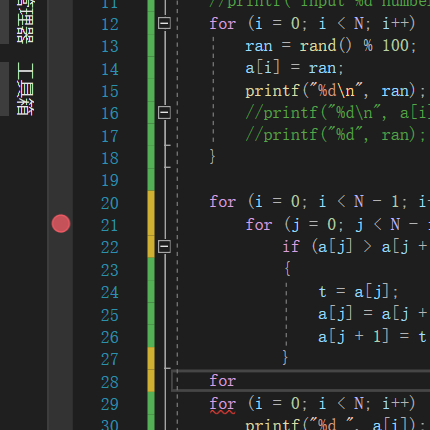 管理器
工具箱
11 //printf("input %d number
12 for (i = 0; i < N; i++)
13 ran = rand() % 100;
14 a[i] = ran;
15 printf("%d\n", ran);
16 //printf("%d\n", a[i]
17 //printf("%d", ran);
18 }
19
20 for (i = 0; i < N - 1; i+
21 for (j = 0; j < N - i
22 if (a[j] > a[j +
23 {
24 t = a[j];
25 a[j] = a[j +
26 a[j + 1] = t
27 }
28 for
29 for (i = 0; i < N; i++)
30 printf("%d ", a[i]);